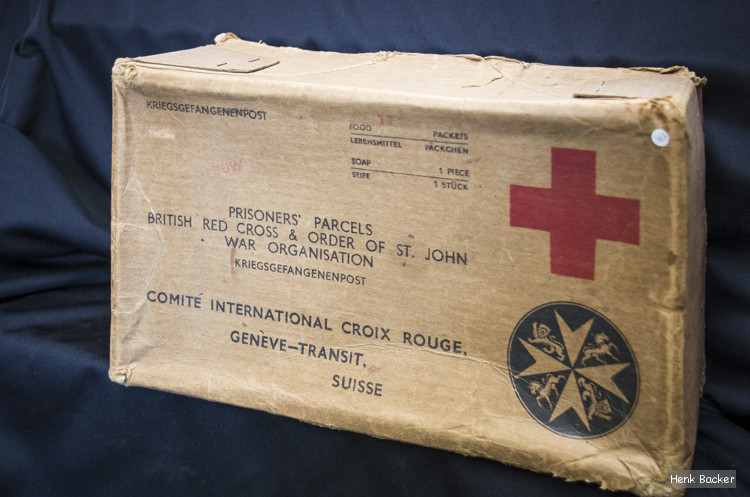 KRIEGSGEFANGENENPOST
FOOD PACKETS
LEBENSMITTEL PÄCKCHEN
SOAP 1 PIECE
SEIFE 1 STÜCK
PRISONERS' PARCELS
BRITISH RED CROSS & ORDER OF ST. JOHN
WAR ORGANISATION
KRIEGSGEFANGENENPOST
COMITÉ INTERNATIONAL CROIX ROUGE,
GENÈVE—TRANSIT,
SUISSE
Henk Backer